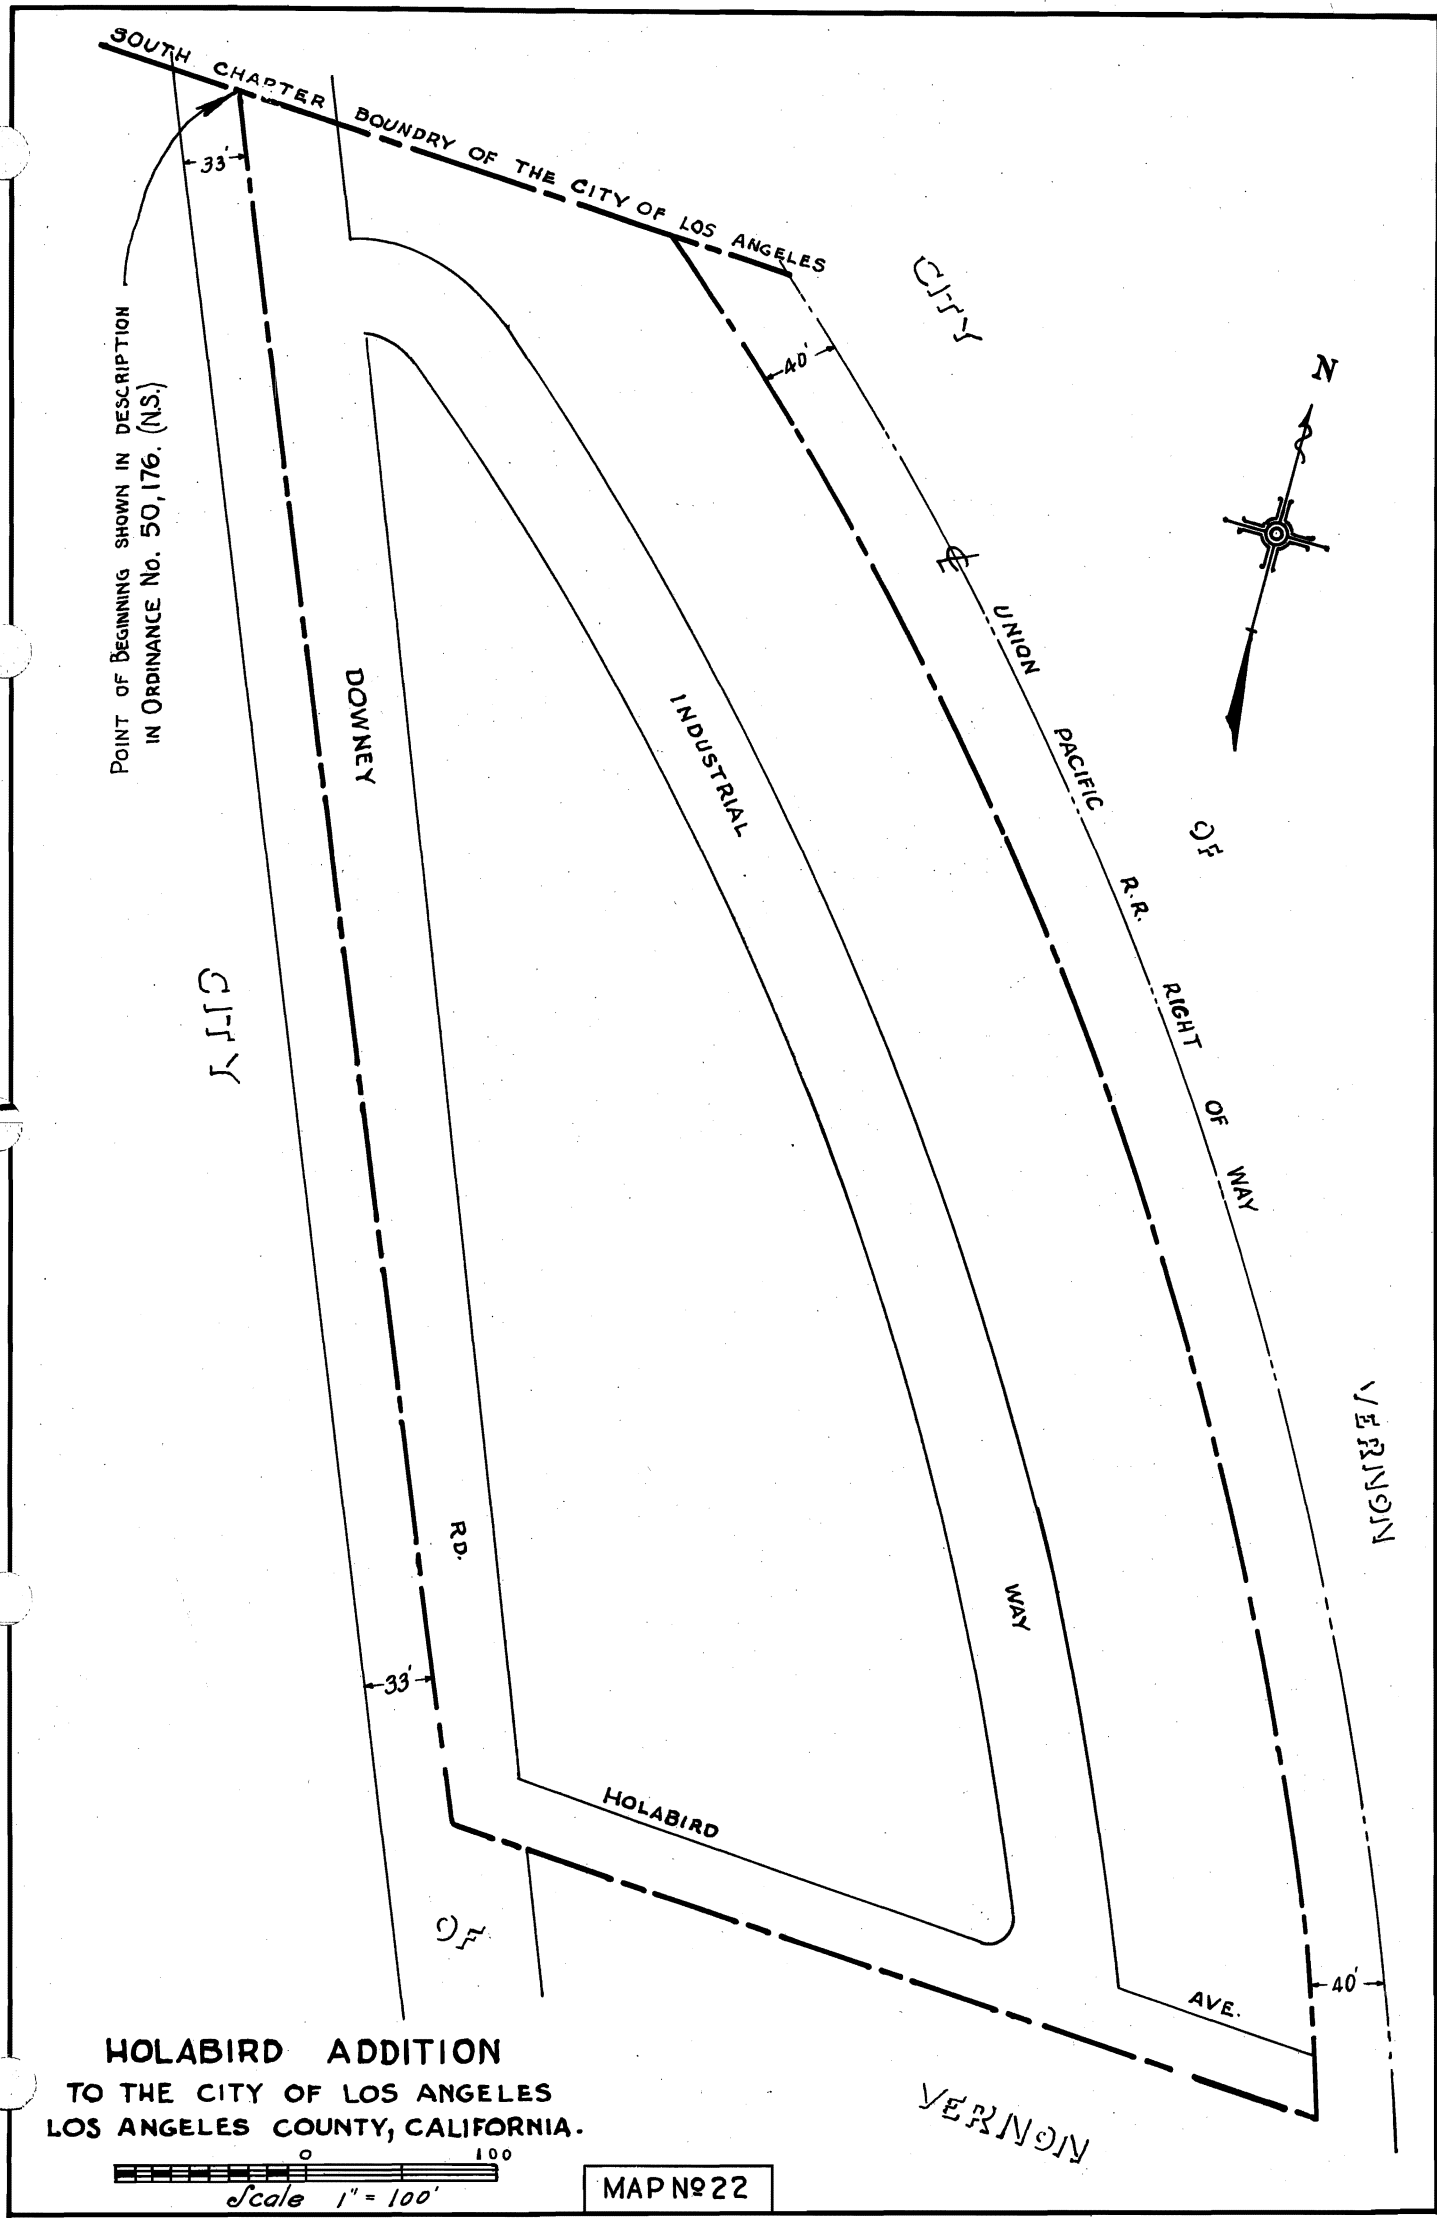 SOUTH CHAPTER BOUNDRY OF THE CITY OF LOS ANGELES
33'
CITY
40'
N
POINT OF BEGINNING SHOWN IN DESCRIPTION
IN ORDINANCE No. 50,176. (N.S.)
℄ UNION PACIFIC R.R. RIGHT OF WAY
DOWNEY RD.
INDUSTRIAL WAY
OF
CITY
VERNON
33'
HOLABIRD AVE.
OF
40'
VERNON
HOLABIRD ADDITION
TO THE CITY OF LOS ANGELES
LOS ANGELES COUNTY, CALIFORNIA.
0 100
Scale 1" = 100'
MAP Nº 22